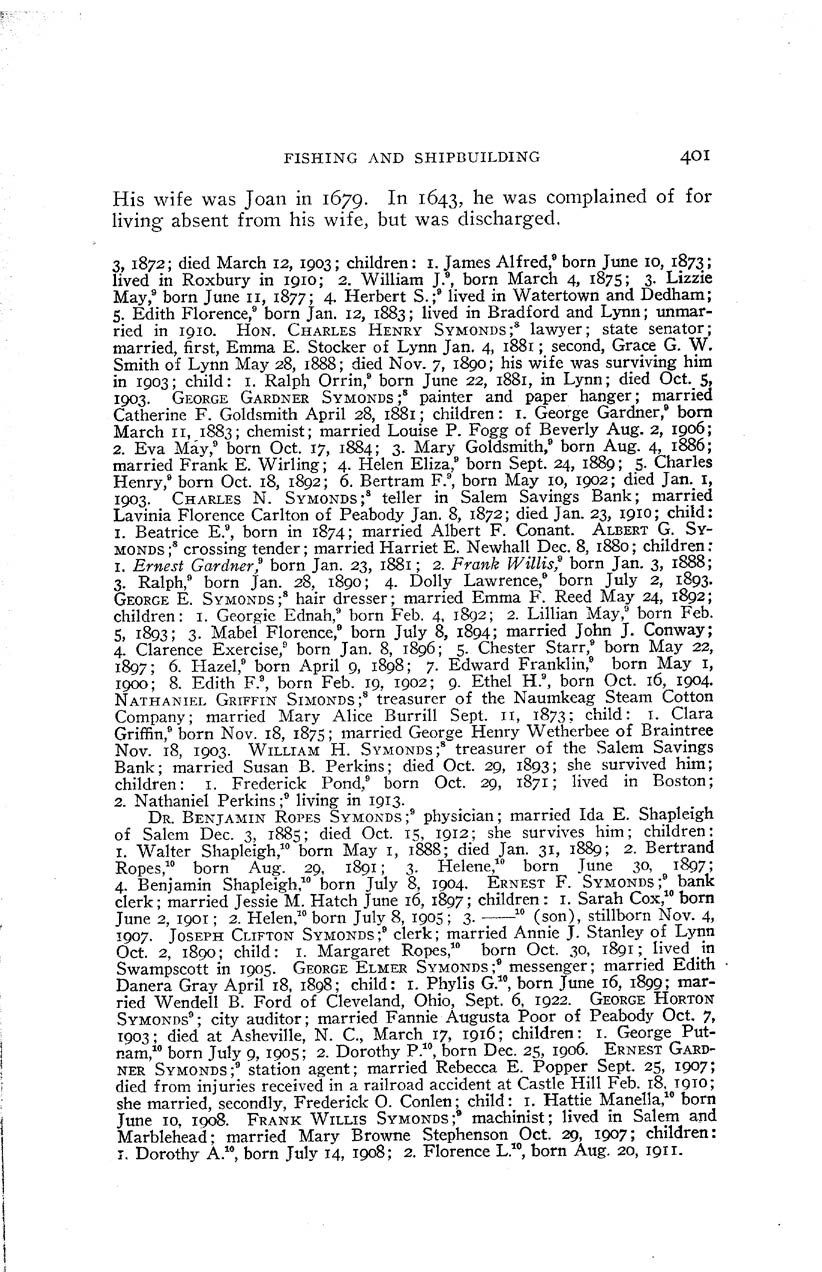 FISHING AND SHIPBUILDING 401
His wife was Joan in 1679. In 1643, he was complained of for
living absent from his wife, but was discharged.
3, 1872; died March 12, 1903; children: 1. James Alfred,⁹ born June 10, 1873;
lived in Roxbury in 1910; 2. William J.⁹, born March 4, 1875; 3. Lizzie
May,⁹ born June 11, 1877; 4. Herbert S.;⁹ lived in Watertown and Dedham;
5. Edith Florence,⁹ born Jan. 12, 1883; lived in Bradford and Lynn; unmar-
ried in 1910. HON. CHARLES HENRY SYMONDS;⁸ lawyer; state senator;
married, first, Emma E. Stocker of Lynn Jan. 4, 1881; second, Grace G. W.
Smith of Lynn May 28, 1888; died Nov. 7, 1890; his wife was surviving him
in 1903; child: 1. Ralph Orrin,⁹ born June 22, 1881, in Lynn; died Oct. 5,
1903. GEORGE GARDNER SYMONDS;⁸ painter and paper hanger; married
Catherine F. Goldsmith April 28, 1881; children: 1. George Gardner,⁹ born
March 11, 1883; chemist; married Louise P. Fogg of Beverly Aug. 2, 1906;
2. Eva May,⁹ born Oct. 17, 1884; 3. Mary Goldsmith,⁹ born Aug. 4, 1886;
married Frank E. Wirling; 4. Helen Eliza,⁹ born Sept. 24, 1889; 5. Charles
Henry,⁹ born Oct. 18, 1892; 6. Bertram F.⁹, born May 10, 1902; died Jan. 1,
1903. CHARLES N. SYMONDS;⁸ teller in Salem Savings Bank; married
Lavinia Florence Carlton of Peabody Jan. 8, 1872; died Jan. 23, 1910; child:
1. Beatrice E.⁹, born in 1874; married Albert F. Conant. ALBERT G. SY-
MONDS;⁸ crossing tender; married Harriet E. Newhall Dec. 8, 1880; children:
1. Ernest Gardner,⁹ born Jan. 23, 1881; 2. Frank Willis,⁹ born Jan. 3, 1888;
3. Ralph,⁹ born Jan. 28, 1890; 4. Dolly Lawrence,⁹ born July 2, 1893.
GEORGE E. SYMONDS;⁸ hair dresser; married Emma F. Reed May 24, 1892;
children: 1. Georgie Ednah,⁹ born Feb. 4, 1892; 2. Lillian May,⁹ born Feb.
5, 1893; 3. Mabel Florence,⁹ born July 8, 1894; married John J. Conway;
4. Clarence Exercise,⁹ born Jan. 8, 1896; 5. Chester Starr,⁹ born May 22,
1897; 6. Hazel,⁹ born April 9, 1898; 7. Edward Franklin,⁹ born May 1,
1900; 8. Edith F.⁹, born Feb. 19, 1902; 9. Ethel H.⁹, born Oct. 16, 1904.
NATHANIEL GRIFFIN SIMONDS;⁸ treasurer of the Naumkeag Steam Cotton
Company; married Mary Alice Burrill Sept. 11, 1873; child: 1. Clara
Griffin,⁹ born Nov. 18, 1875; married George Henry Wetherbee of Braintree
Nov. 18, 1903. WILLIAM H. SYMONDS;⁸ treasurer of the Salem Savings
Bank; married Susan B. Perkins; died Oct. 29, 1893; she survived him;
children: 1. Frederick Pond,⁹ born Oct. 29, 1871; lived in Boston;
2. Nathaniel Perkins;⁹ living in 1913.
DR. BENJAMIN ROPES SYMONDS;⁹ physician; married Ida E. Shapleigh
of Salem Dec. 3, 1885; died Oct. 15, 1912; she survives him; children:
1. Walter Shapleigh,¹⁰ born May 1, 1888; died Jan. 31, 1889; 2. Bertrand
Ropes,¹⁰ born Aug. 29, 1891; 3. Helene,¹⁰ born June 30, 1897;
4. Benjamin Shapleigh,¹⁰ born July 8, 1904. ERNEST F. SYMONDS;⁹ bank
clerk; married Jessie M. Hatch June 16, 1897; children: 1. Sarah Cox,¹⁰ born
June 2, 1901; 2. Helen,¹⁰ born July 8, 1905; 3. ——¹⁰ (son), stillborn Nov. 4,
1907. JOSEPH CLIFTON SYMONDS;⁹ clerk; married Annie J. Stanley of Lynn
Oct. 2, 1890; child: 1. Margaret Ropes,¹⁰ born Oct. 30, 1891; lived in
Swampscott in 1905. GEORGE ELMER SYMONDS;⁹ messenger; married Edith
Danera Gray April 18, 1898; child: 1. Phylis G.¹⁰, born June 16, 1899; mar-
ried Wendell B. Ford of Cleveland, Ohio, Sept. 6, 1922. GEORGE HORTON
SYMONDS⁹; city auditor; married Fannie Augusta Poor of Peabody Oct. 7,
1903; died at Asheville, N. C., March 17, 1916; children: 1. George Put-
nam,¹⁰ born July 9, 1905; 2. Dorothy P.¹⁰, born Dec. 25, 1906. ERNEST GARD-
NER SYMONDS;⁹ station agent; married Rebecca E. Popper Sept. 25, 1907;
died from injuries received in a railroad accident at Castle Hill Feb. 18, 1910;
she married, secondly, Frederick O. Conlen; child: 1. Hattie Manella,¹⁰ born
June 10, 1908. FRANK WILLIS SYMONDS;⁹ machinist; lived in Salem and
Marblehead; married Mary Browne Stephenson Oct. 29, 1907; children:
1. Dorothy A.¹⁰, born July 14, 1908; 2. Florence L.¹⁰, born Aug. 20, 1911.